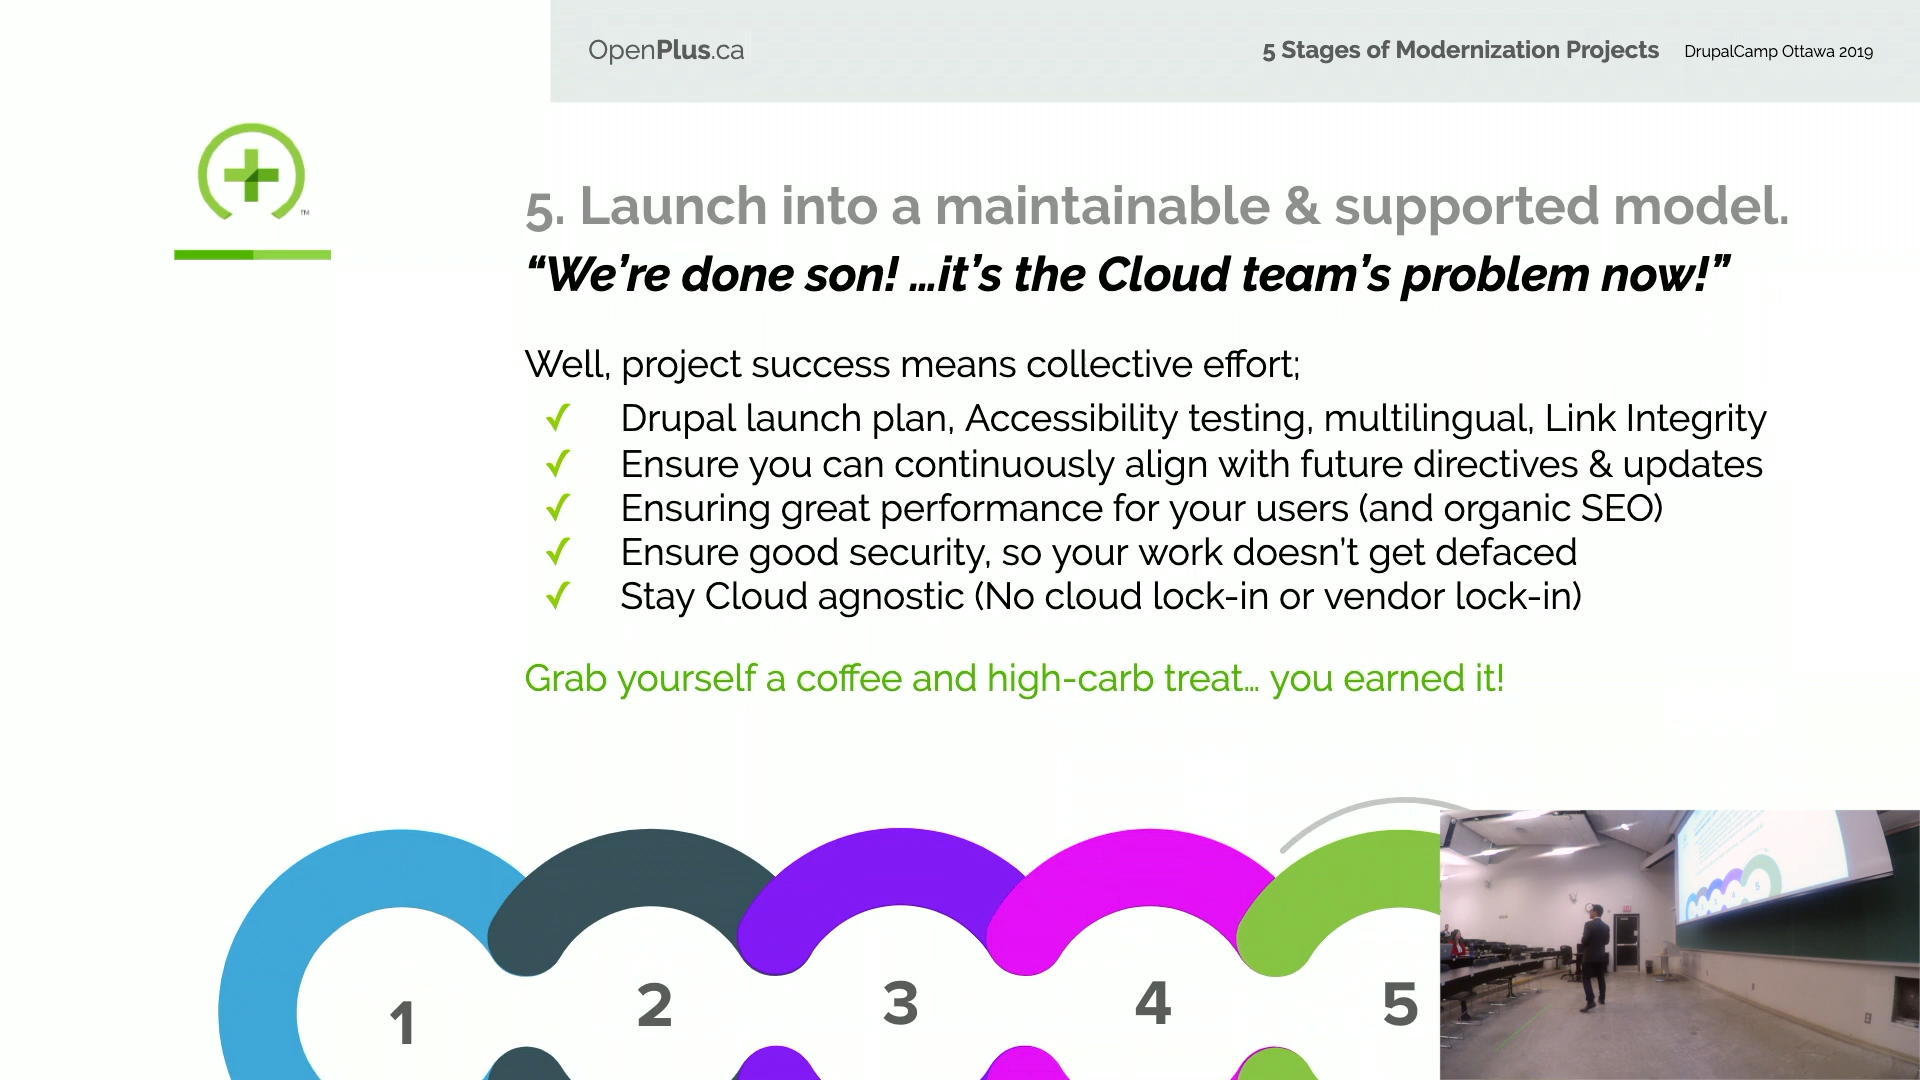 OpenPlus.ca
5 Stages of Modernization Projects DrupalCamp Ottawa 2019
TM
5. Launch into a maintainable & supported model.
“We’re done son! …it’s the Cloud team’s problem now!”
Well, project success means collective effort;
✓ Drupal launch plan, Accessibility testing, multilingual, Link Integrity
✓ Ensure you can continuously align with future directives & updates
✓ Ensuring great performance for your users (and organic SEO)
✓ Ensure good security, so your work doesn’t get defaced
✓ Stay Cloud agnostic (No cloud lock-in or vendor lock-in)
Grab yourself a coffee and high-carb treat… you earned it!
1 2 3 4 5